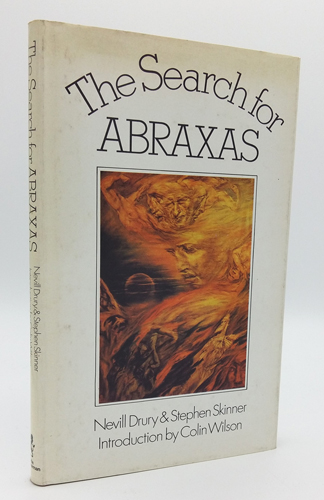 The Search for
ABRAXAS
Nevill Drury & Stephen Skinner
Introduction by Colin Wilson
The Search for ABRAXAS
Nevill Drury & Stephen Skinner